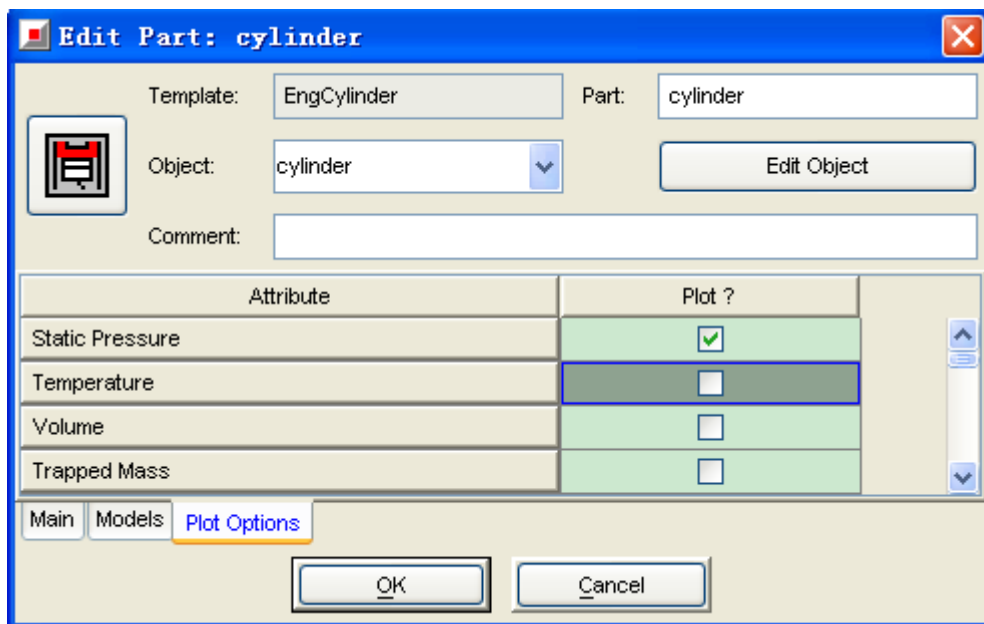 Edit Part: cylinder
Template: EngCylinder Part: cylinder
Object: cylinder Edit Object
Comment:
Attribute Plot ?
Static Pressure
Temperature
Volume
Trapped Mass
Main Models Plot Options
OK Cancel